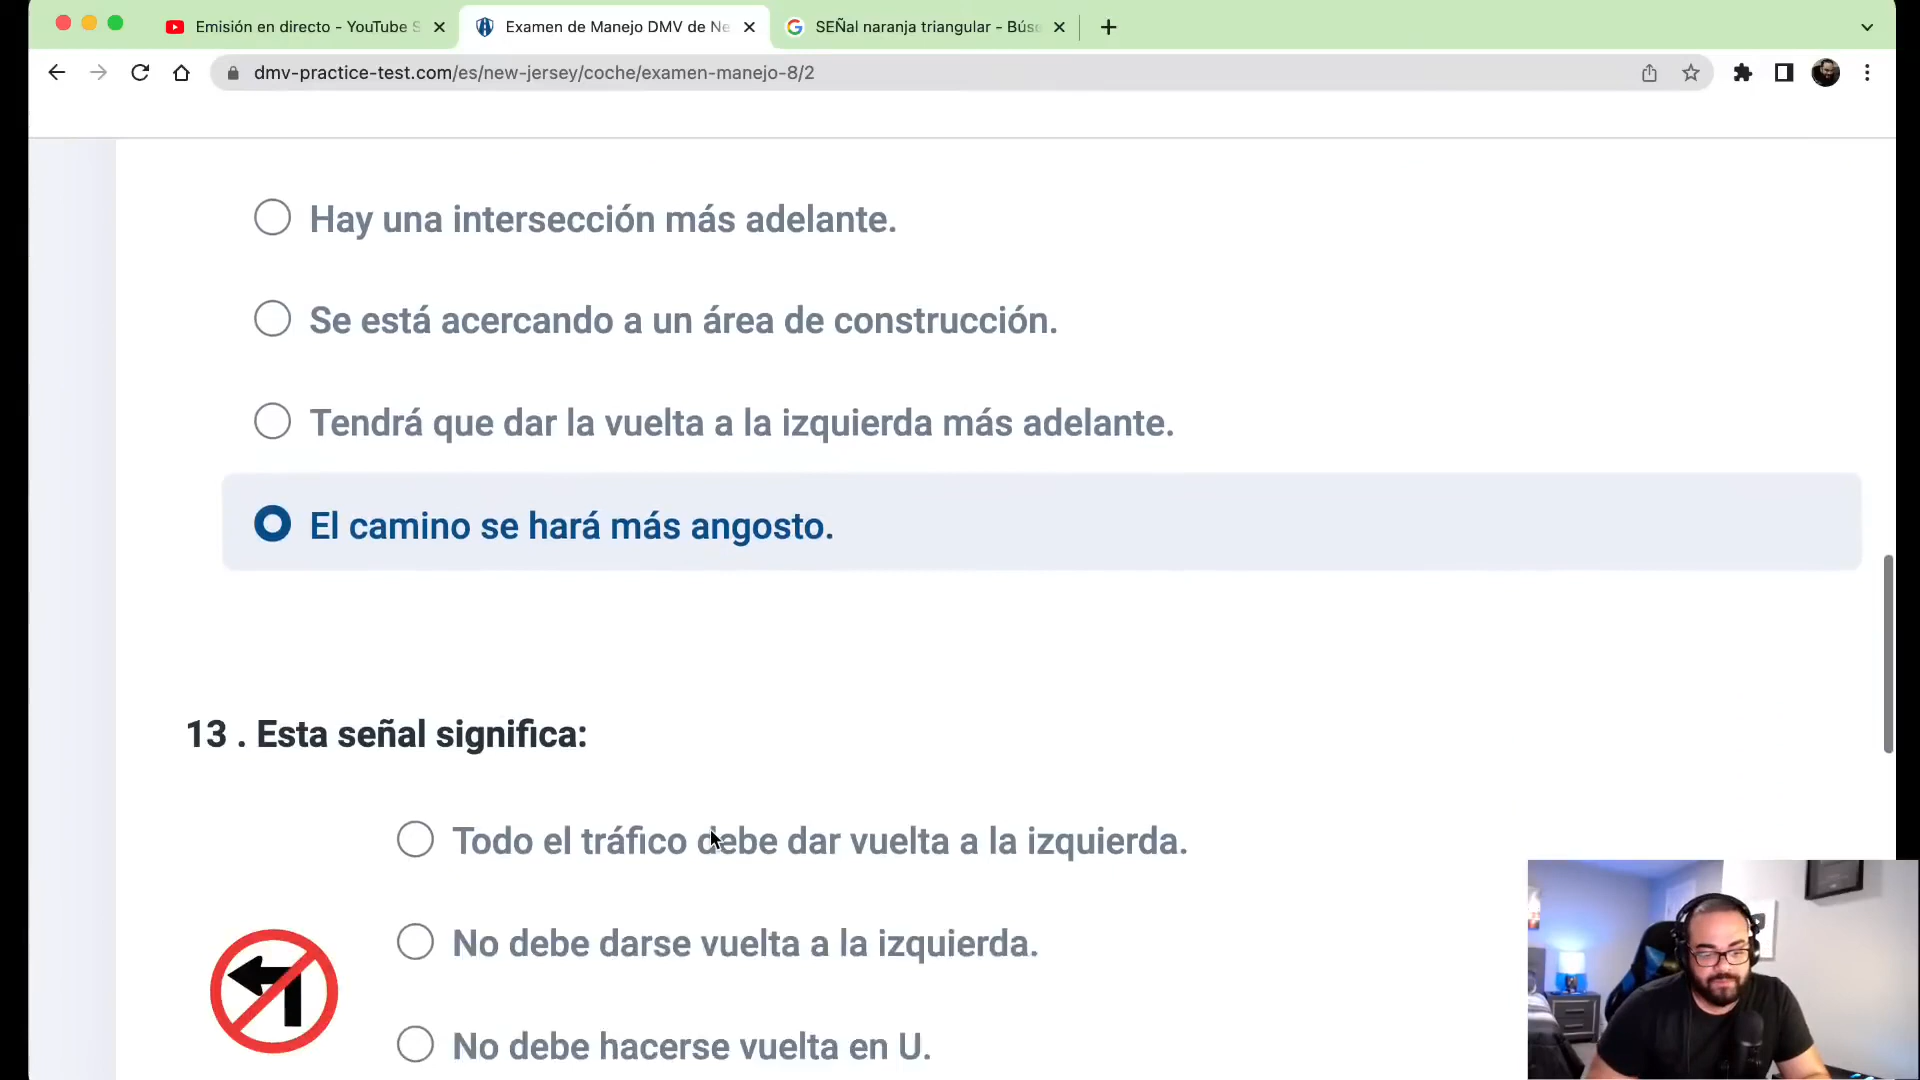 Emisión en directo - YouTube S
Examen de Manejo DMV de Ne
SEÑal naranja triangular - Bús
dmv-practice-test.com/es/new-jersey/coche/examen-manejo-8/2
Hay una intersección más adelante.
Se está acercando a un área de construcción.
Tendrá que dar la vuelta a la izquierda más adelante.
El camino se hará más angosto.
13 . Esta señal significa:
Todo el tráfico debe dar vuelta a la izquierda.
No debe darse vuelta a la izquierda.
No debe hacerse vuelta en U.